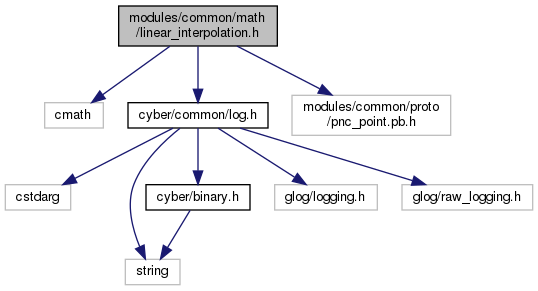 modules/common/math
/linear_interpolation.h
cmath
cyber/common/log.h
modules/common/proto
/pnc_point.pb.h
cstdarg
cyber/binary.h
glog/logging.h
glog/raw_logging.h
string